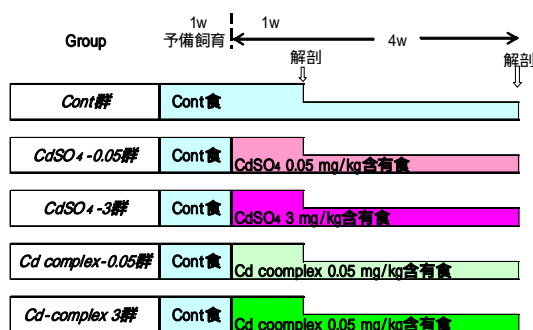 1w 1w
Group 予備飼育 4w
解剖 解剖
Cont群 Cont食
CdSO₄-0.05群 Cont食 CdSO₄ 0.05 mg/kg含有食
CdSO₄-3群 Cont食 CdSO₄ 3 mg/kg含有食
Cd complex-0.05群 Cont食 Cd coomplex 0.05 mg/kg含有食
Cd-complex 3群 Cont食 Cd coomplex 0.05 mg/kg含有食